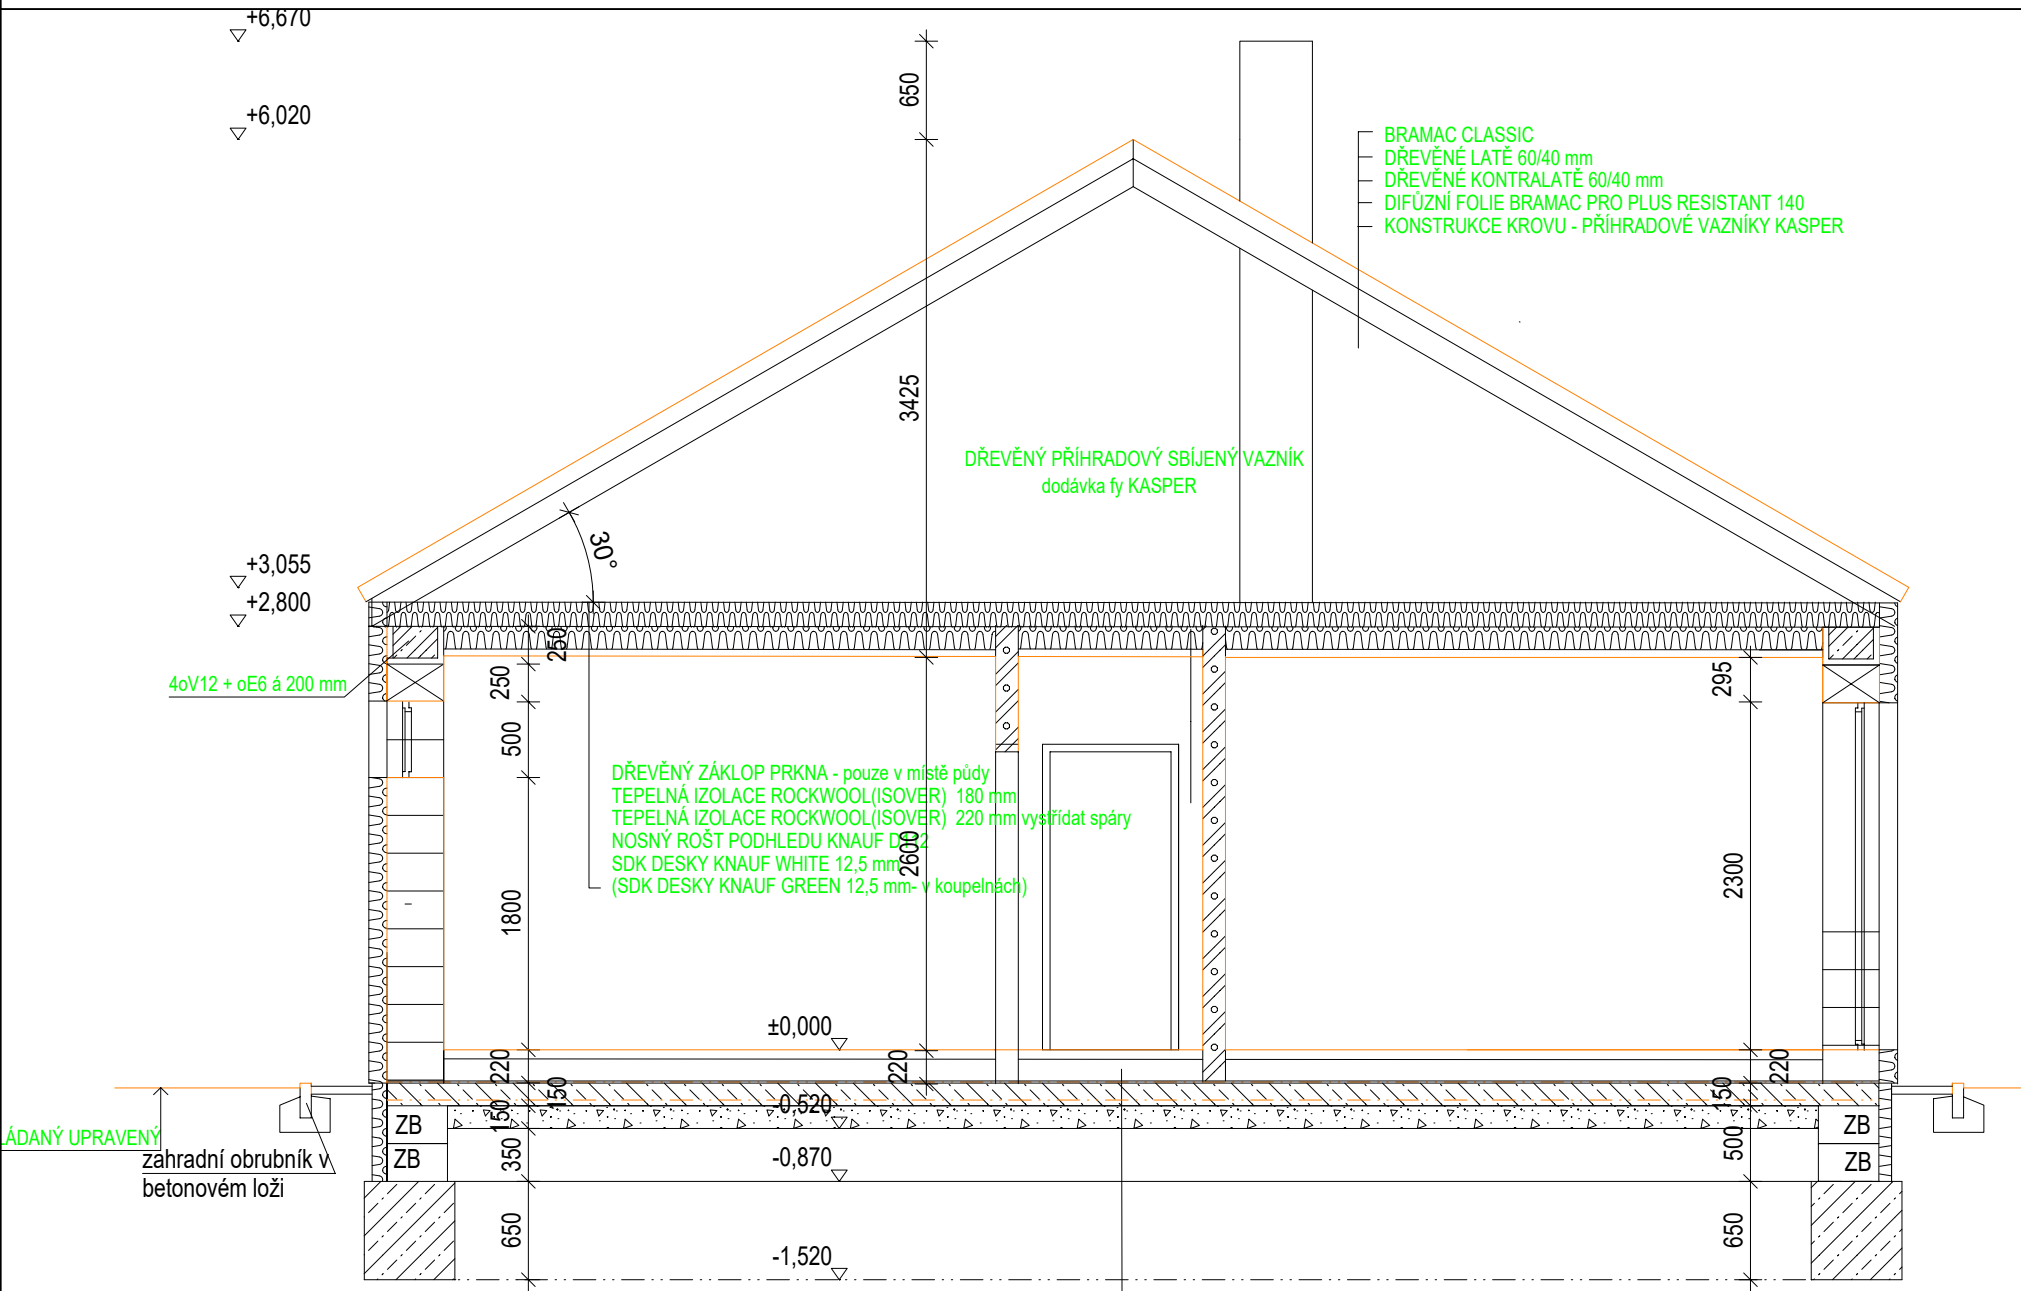 +6,670
+6,020
650
BRAMAC CLASSIC
DŘEVĚNÉ LATĚ 60/40 mm
DŘEVĚNÉ KONTRALATĚ 60/40 mm
DIFŮZNÍ FOLIE BRAMAC PRO PLUS RESISTANT 140
KONSTRUKCE KROVU - PŘÍHRADOVÉ VAZNÍKY KASPER
3425
DŘEVĚNÝ PŘÍHRADOVÝ SBÍJENÝ VAZNÍK
dodávka fy KASPER
30°
+3,055
+2,800
250
250
295
4oV12 + oE6 á 200 mm
500
DŘEVĚNÝ ZÁKLOP PRKNA - pouze v místě půdy
TEPELNÁ IZOLACE ROCKWOOL(ISOVER) 180 mm
TEPELNÁ IZOLACE ROCKWOOL(ISOVER) 220 mm vystřídat spáry
NOSNÝ ROŠT PODHLEDU KNAUF D112
SDK DESKY KNAUF WHITE 12,5 mm
(SDK DESKY KNAUF GREEN 12,5 mm- v koupelnách)
2600
2300
1800
±0,000
220
220
220
150
150
150
-0,520
ZB
ZB
ZB
ZB
LÁDANÝ UPRAVENÝ
zahradní obrubník v
betonovém loži
350
500
-0,870
650
650
-1,520